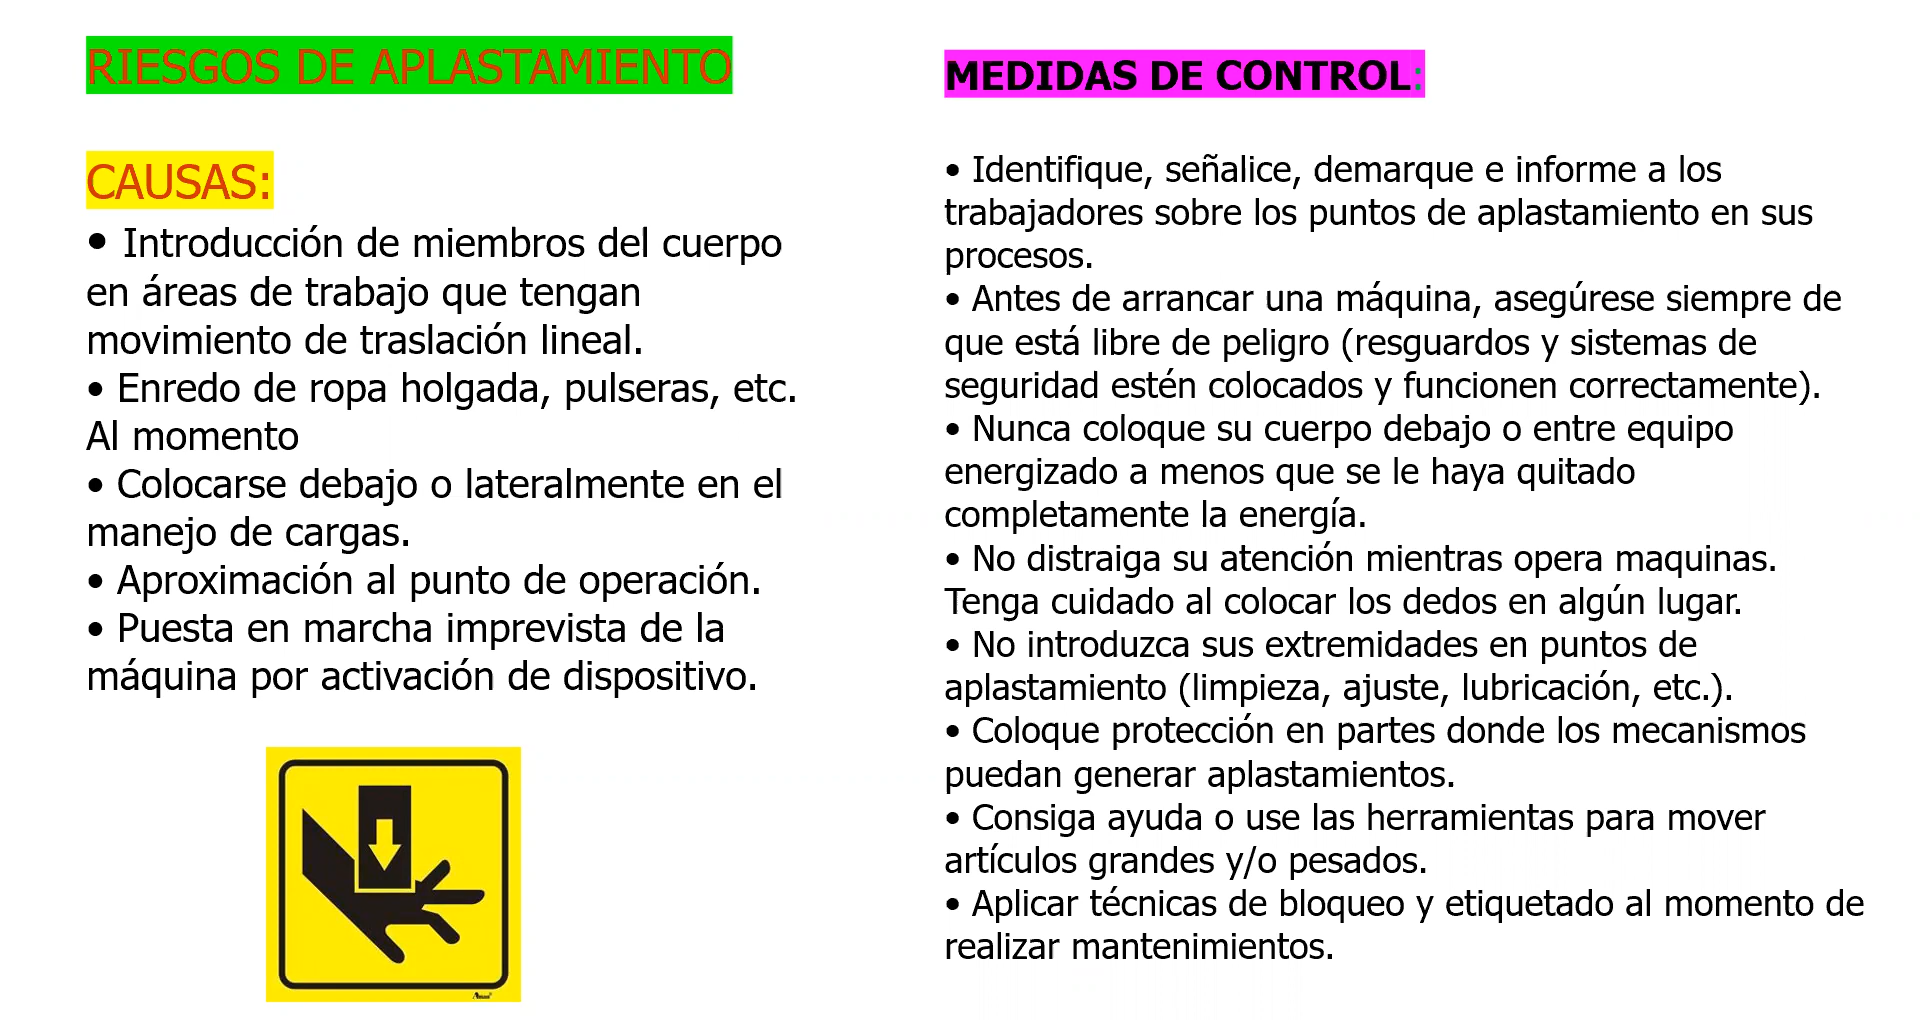 RIESGOS DE APLASTAMIENTO
CAUSAS:
• Introducción de miembros del cuerpo
en áreas de trabajo que tengan
movimiento de traslación lineal.
• Enredo de ropa holgada, pulseras, etc.
Al momento
• Colocarse debajo o lateralmente en el
manejo de cargas.
• Aproximación al punto de operación.
• Puesta en marcha imprevista de la
máquina por activación de dispositivo.
MEDIDAS DE CONTROL:
• Identifique, señalice, demarque e informe a los
trabajadores sobre los puntos de aplastamiento en sus
procesos.
• Antes de arrancar una máquina, asegúrese siempre de
que está libre de peligro (resguardos y sistemas de
seguridad estén colocados y funcionen correctamente).
• Nunca coloque su cuerpo debajo o entre equipo
energizado a menos que se le haya quitado
completamente la energía.
• No distraiga su atención mientras opera maquinas.
Tenga cuidado al colocar los dedos en algún lugar.
• No introduzca sus extremidades en puntos de
aplastamiento (limpieza, ajuste, lubricación, etc.).
• Coloque protección en partes donde los mecanismos
puedan generar aplastamientos.
• Consiga ayuda o use las herramientas para mover
artículos grandes y/o pesados.
• Aplicar técnicas de bloqueo y etiquetado al momento de
realizar mantenimientos.